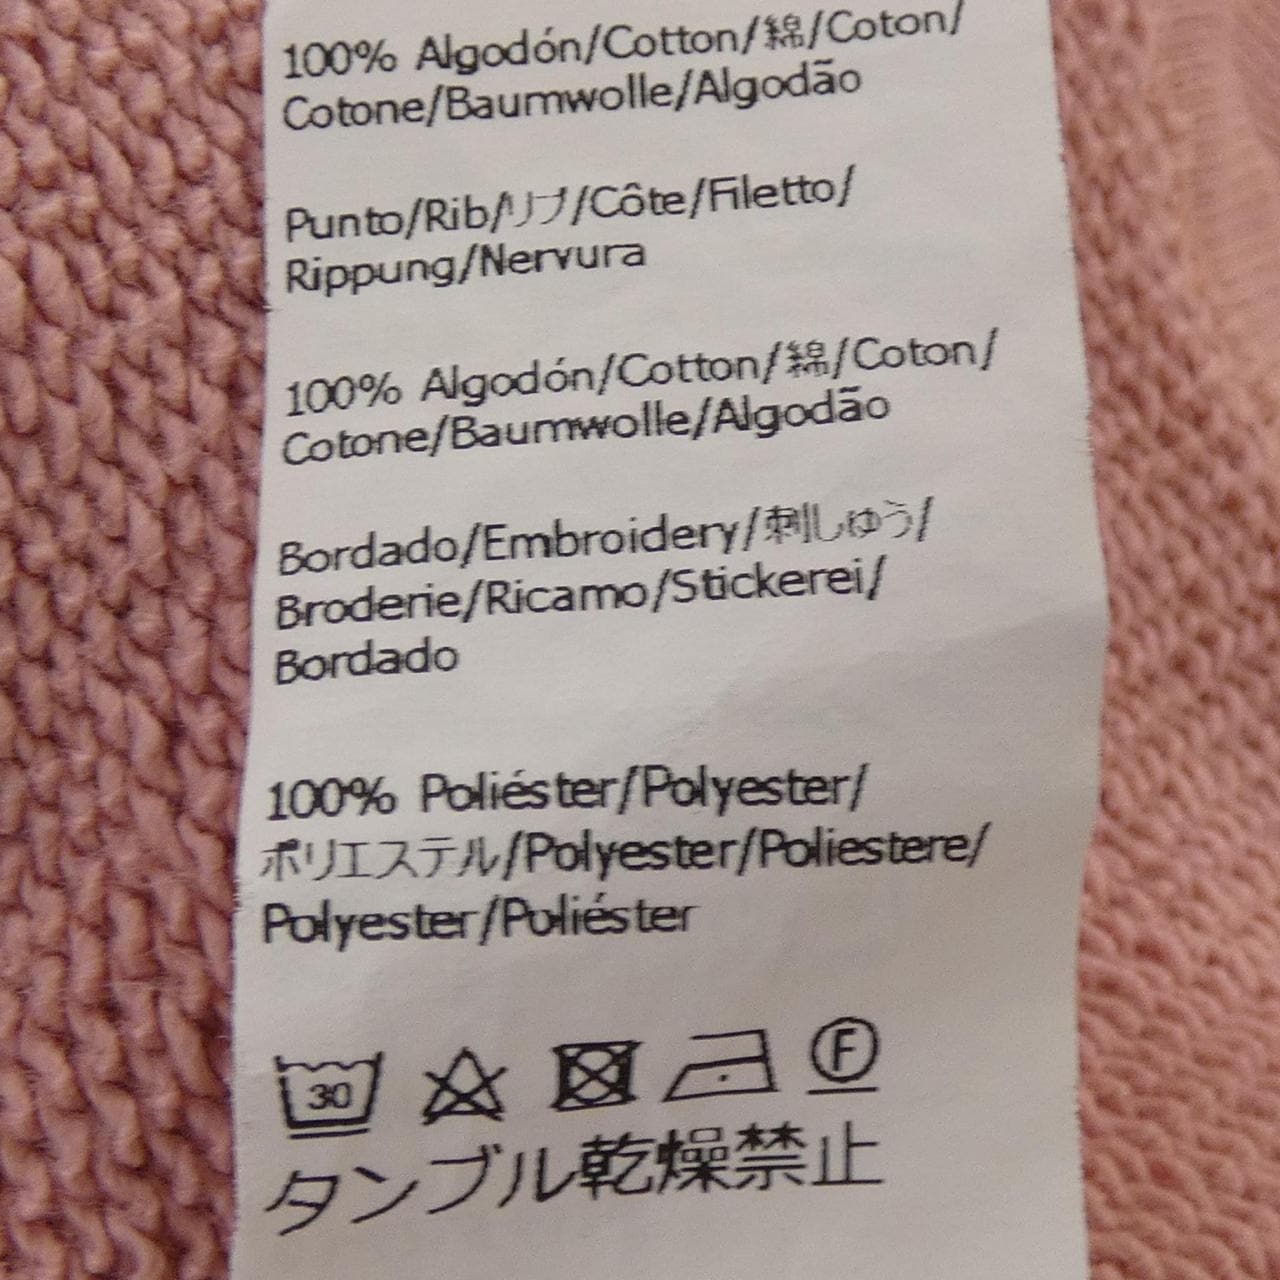 100% Algodón/Cotton/綿/Coton/
Cotone/Baumwolle/Algodão
Punto/Rib/リブ/Côte/Filetto/
Rippung/Nervura
100% Algodón/Cotton/綿/Coton/
Cotone/Baumwolle/Algodão
Bordado/Embroidery/刺しゅう/
Broderie/Ricamo/Stickerei/
Bordado
100% Poliéster/Polyester/
ポリエステル/Polyester/Poliestere/
Polyester/Poliéster
30 F
タンブル乾燥禁止